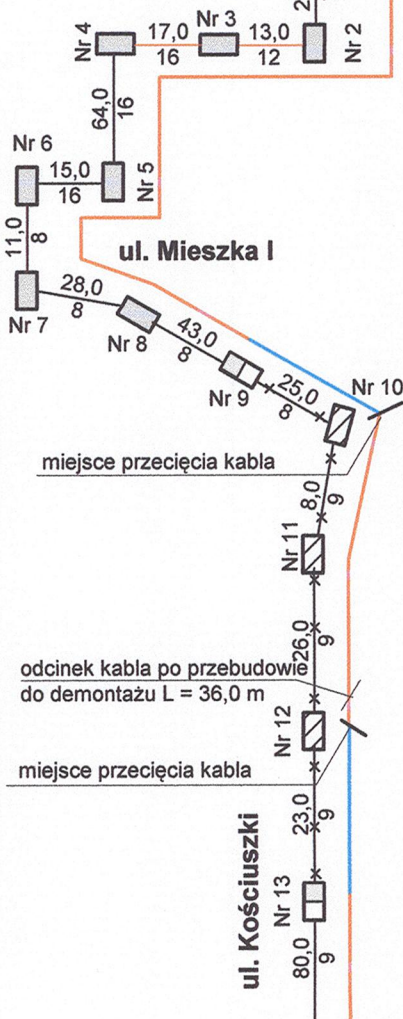 2
Nr 4
17,0
16
Nr 3
13,0
12
Nr 2
64,0
16
Nr 6
15,0
16
Nr 5
11,0
8
ul. Mieszka I
28,0
8
Nr 7
43,0
8
Nr 8
25,0
8
Nr 9
Nr 10
miejsce przecięcia kabla
8,0
9
Nr 11
26,0
9
odcinek kabla po przebudowie
do demontażu L = 36,0 m
Nr 12
miejsce przecięcia kabla
23,0
9
ul. Kościuszki
Nr 13
80,0
9